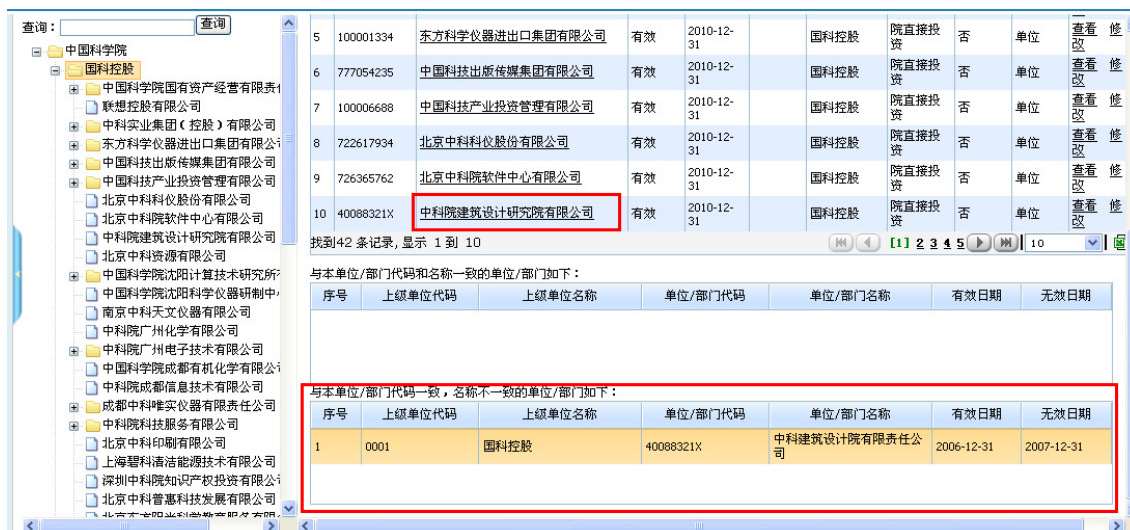 查询： 查询
中国科学院
国科控股
中国科学院国有资产经营有限责
联想控股有限公司
中科实业集团(控股)有限公司
东方科学仪器进出口集团有限公
中国科技出版传媒集团有限公司
中国科技产业投资管理有限公司
北京中科科仪股份有限公司
北京中科院软件中心有限公司
中科院建筑设计研究院有限公司
北京中科资源有限公司
中国科学院沈阳计算技术研究所
中国科学院沈阳科学仪器研制中
南京中科天文仪器有限公司
中科院广州化学有限公司
中科院广州电子技术有限公司
中国科学院成都有机化学有限公
中科院成都信息技术有限公司
成都中科唯实仪器有限责任公司
中科院科技服务有限公司
北京中科印刷有限公司
上海碧科清洁能源技术有限公司
深圳中科院知识产权投资有限公
北京中科普惠科技发展有限公司
5 100001334 东方科学仪器进出口集团有限公司 有效 2010-12-31 国科控股 院直接投资 否 单位 查看 修改
6 777054235 中国科技出版传媒集团有限公司 有效 2010-12-31 国科控股 院直接投资 否 单位 查看 修改
7 100006688 中国科技产业投资管理有限公司 有效 2010-12-31 国科控股 院直接投资 否 单位 查看 修改
8 722617934 北京中科科仪股份有限公司 有效 2010-12-31 国科控股 院直接投资 否 单位 查看 修改
9 726365762 北京中科院软件中心有限公司 有效 2010-12-31 国科控股 院直接投资 否 单位 查看 修改
10 40088321X 中科院建筑设计研究院有限公司 有效 2010-12-31 国科控股 院直接投资 否 单位 查看 修改
找到42 条记录,显示 1 到 10 [1] 2 3 4 5 10
与本单位/部门代码和名称一致的单位/部门如下：
序号 上级单位代码 上级单位名称 单位/部门代码 单位/部门名称 有效日期 无效日期
与本单位/部门代码一致，名称不一致的单位/部门如下：
序号 上级单位代码 上级单位名称 单位/部门代码 单位/部门名称 有效日期 无效日期
1 0001 国科控股 40088321X 中科建筑设计院有限责任公司 2006-12-31 2007-12-31